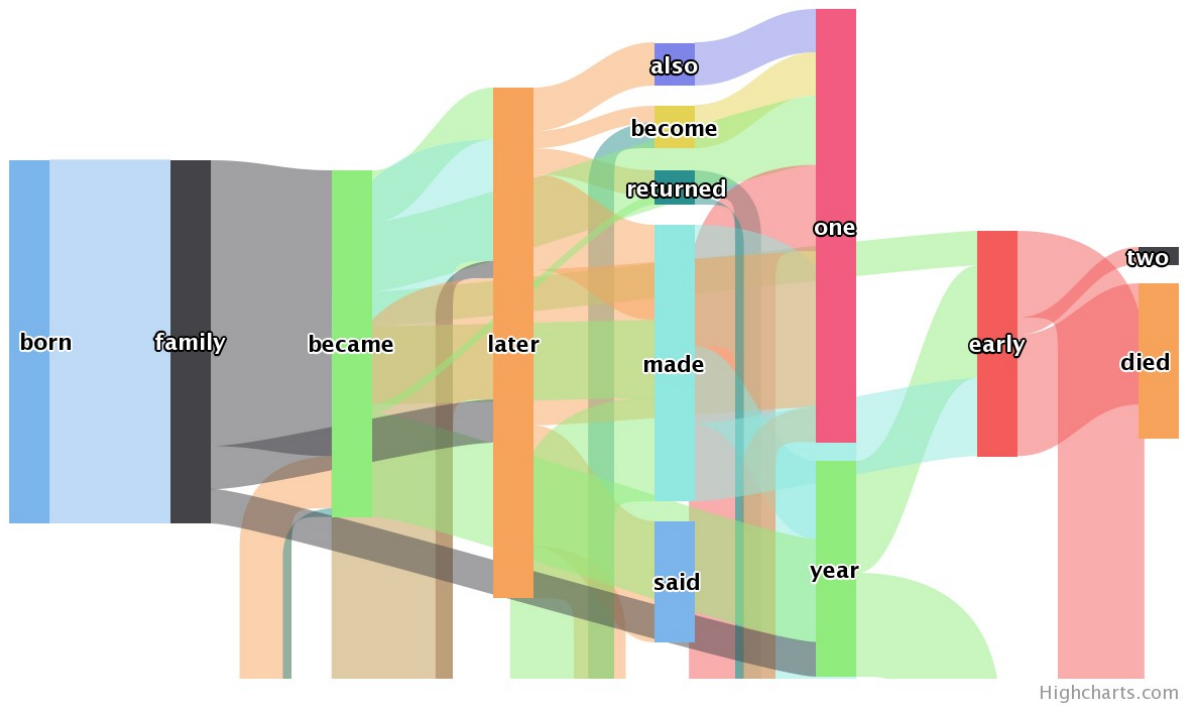 also
become
returned
one
two
born
family
became
later
made
early
died
said
year
Highcharts.com